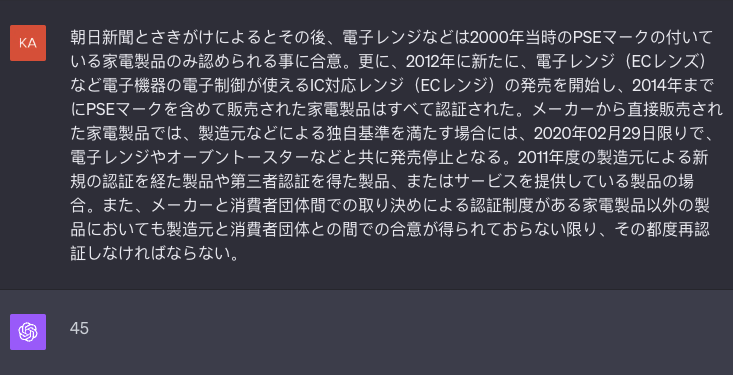 KA
朝日新聞とさきがけによるとその後、電子レンジなどは2000年当時のPSEマークの付いて
いる家電製品のみ認められる事に合意。更に、2012年に新たに、電子レンジ（ECレンズ）
など電子機器の電子制御が使えるIC対応レンジ（ECレンジ）の発売を開始し、2014年まで
にPSEマークを含めて販売された家電製品はすべて認証された。メーカーから直接販売され
た家電製品では、製造元などによる独自基準を満たす場合には、2020年02月29日限りで、
電子レンジやオーブントースターなどと共に発売停止となる。2011年度の製造元による新
規の認証を経た製品や第三者認証を得た製品、またはサービスを提供している製品の場
合。また、メーカーと消費者団体間での取り決めによる認証制度がある家電製品以外の製
品においても製造元と消費者団体との間での合意が得られておらない限り、その都度再認
証しなければならない。
45